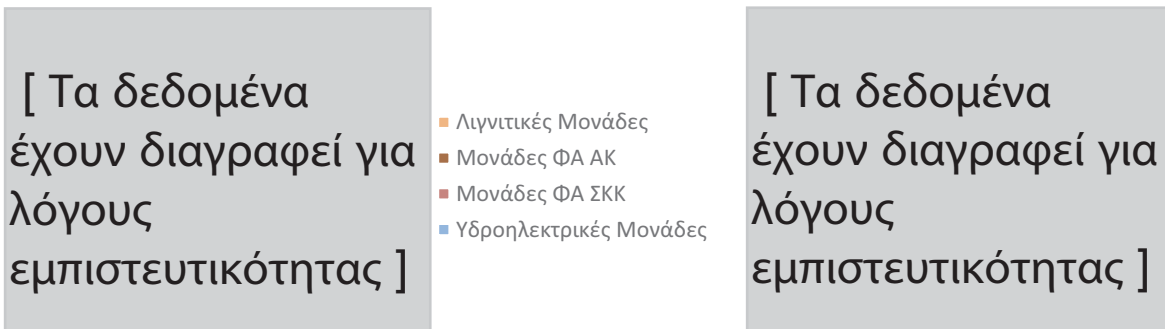 [ Τα δεδομένα
έχουν διαγραφεί για
λόγους
εμπιστευτικότητας ]
Λιγνιτικές Μονάδες
Μονάδες ΦΑ ΑΚ
Μονάδες ΦΑ ΣΚΚ
Υδροηλεκτρικές Μονάδες
[ Τα δεδομένα
έχουν διαγραφεί για
λόγους
εμπιστευτικότητας ]